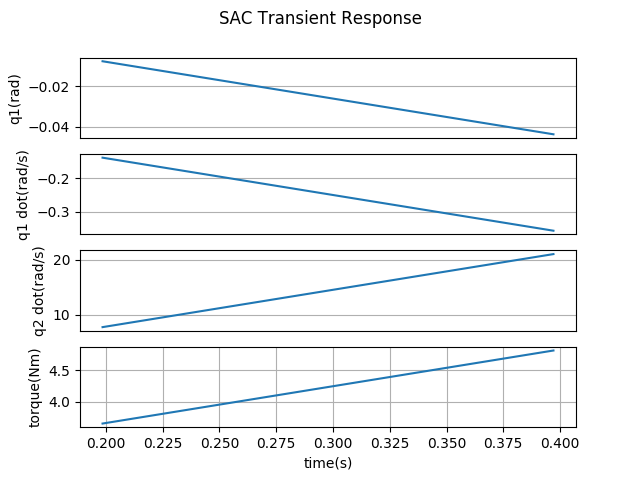 SAC Transient Response
q1(rad)
−0.02
−0.04
q1 dot(rad/s)
−0.2
−0.3
q2 dot(rad/s)
20
10
torque(Nm)
4.5
4.0
0.200 0.225 0.250 0.275 0.300 0.325 0.350 0.375 0.400
time(s)